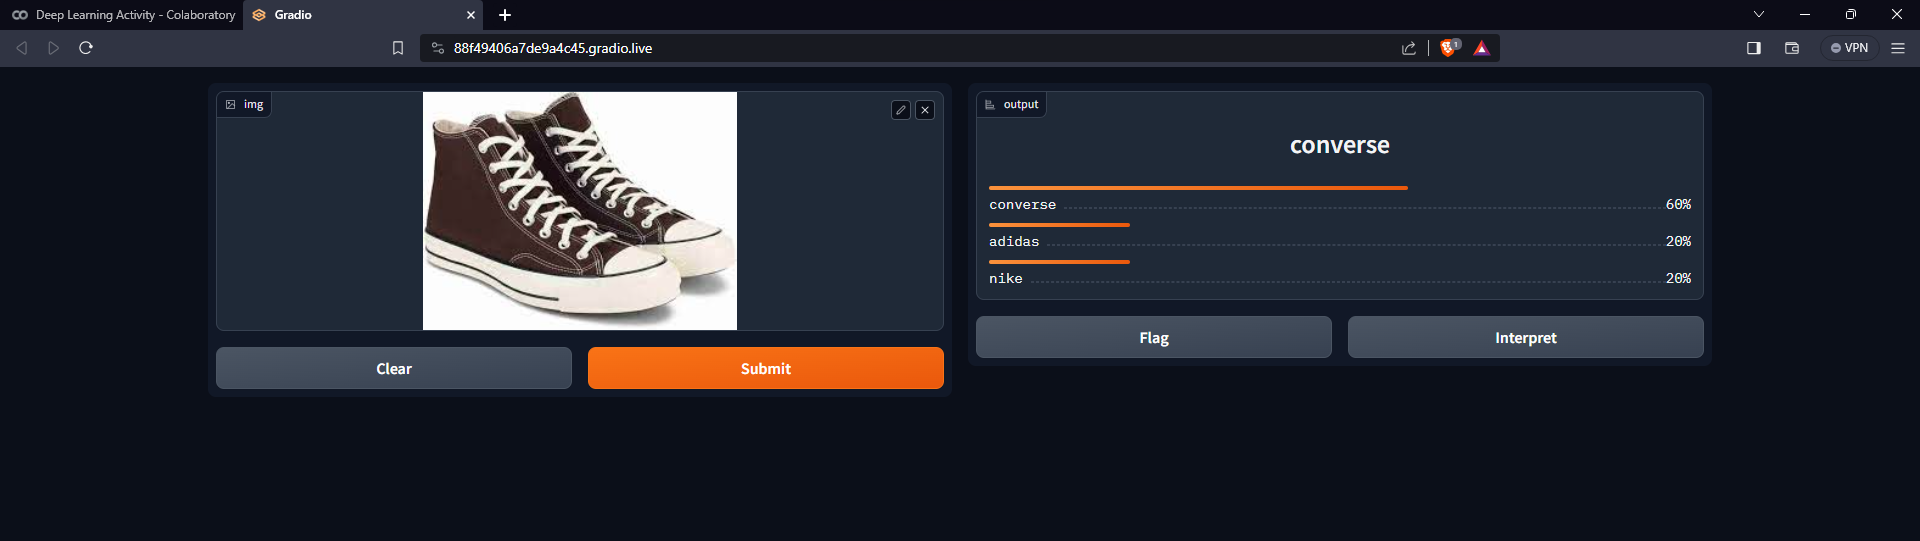 Deep Learning Activity - Colaboratory
Gradio
88f49406a7de9a4c45.gradio.live
1
VPN
img
output
converse
converse 60%
adidas 20%
nike 20%
Clear
Submit
Flag
Interpret